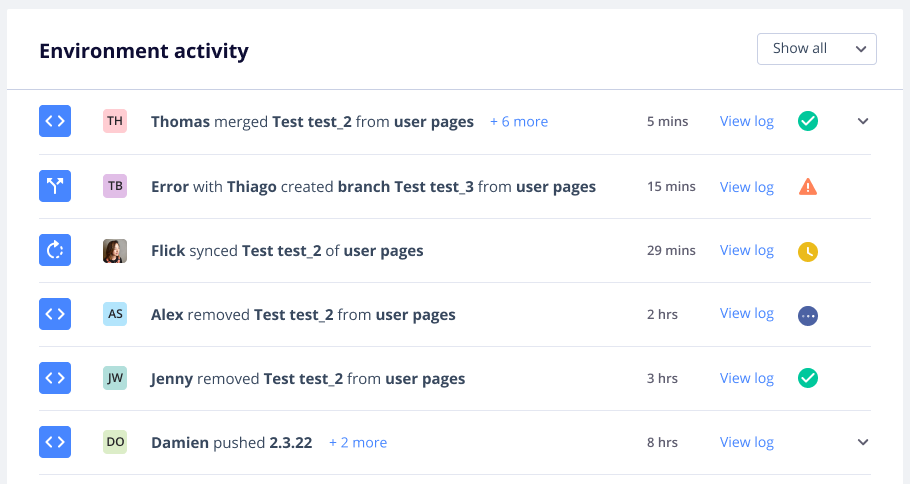 Environment activity
Show all
TH Thomas merged Test test_2 from user pages + 6 more 5 mins View log
TB Error with Thiago created branch Test test_3 from user pages 15 mins View log
Flick synced Test test_2 of user pages 29 mins View log
AS Alex removed Test test_2 from user pages 2 hrs View log
JW Jenny removed Test test_2 from user pages 3 hrs View log
DO Damien pushed 2.3.22 + 2 more 8 hrs View log